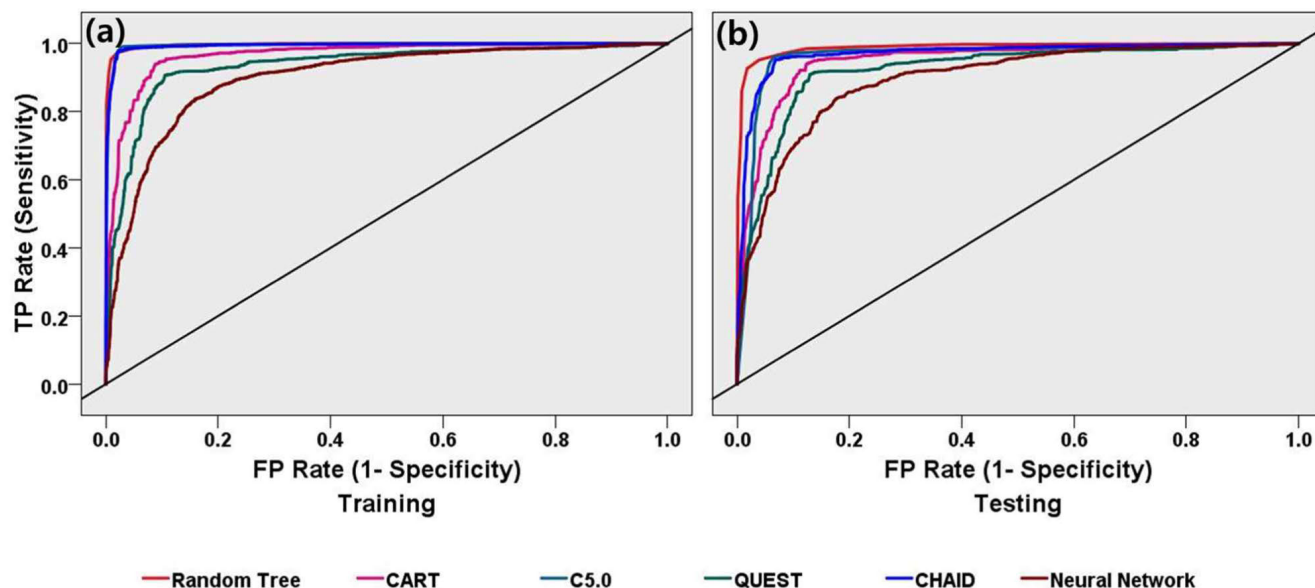 (a)
(b)
TP Rate (Sensitivity)
1.0
0.8
0.6
0.4
0.2
0.0
0.0 0.2 0.4 0.6 0.8 1.0
0.0 0.2 0.4 0.6 0.8 1.0
FP Rate (1- Specificity)
FP Rate (1- Specificity)
Training
Testing
Random Tree CART C5.0 QUEST CHAID Neural Network